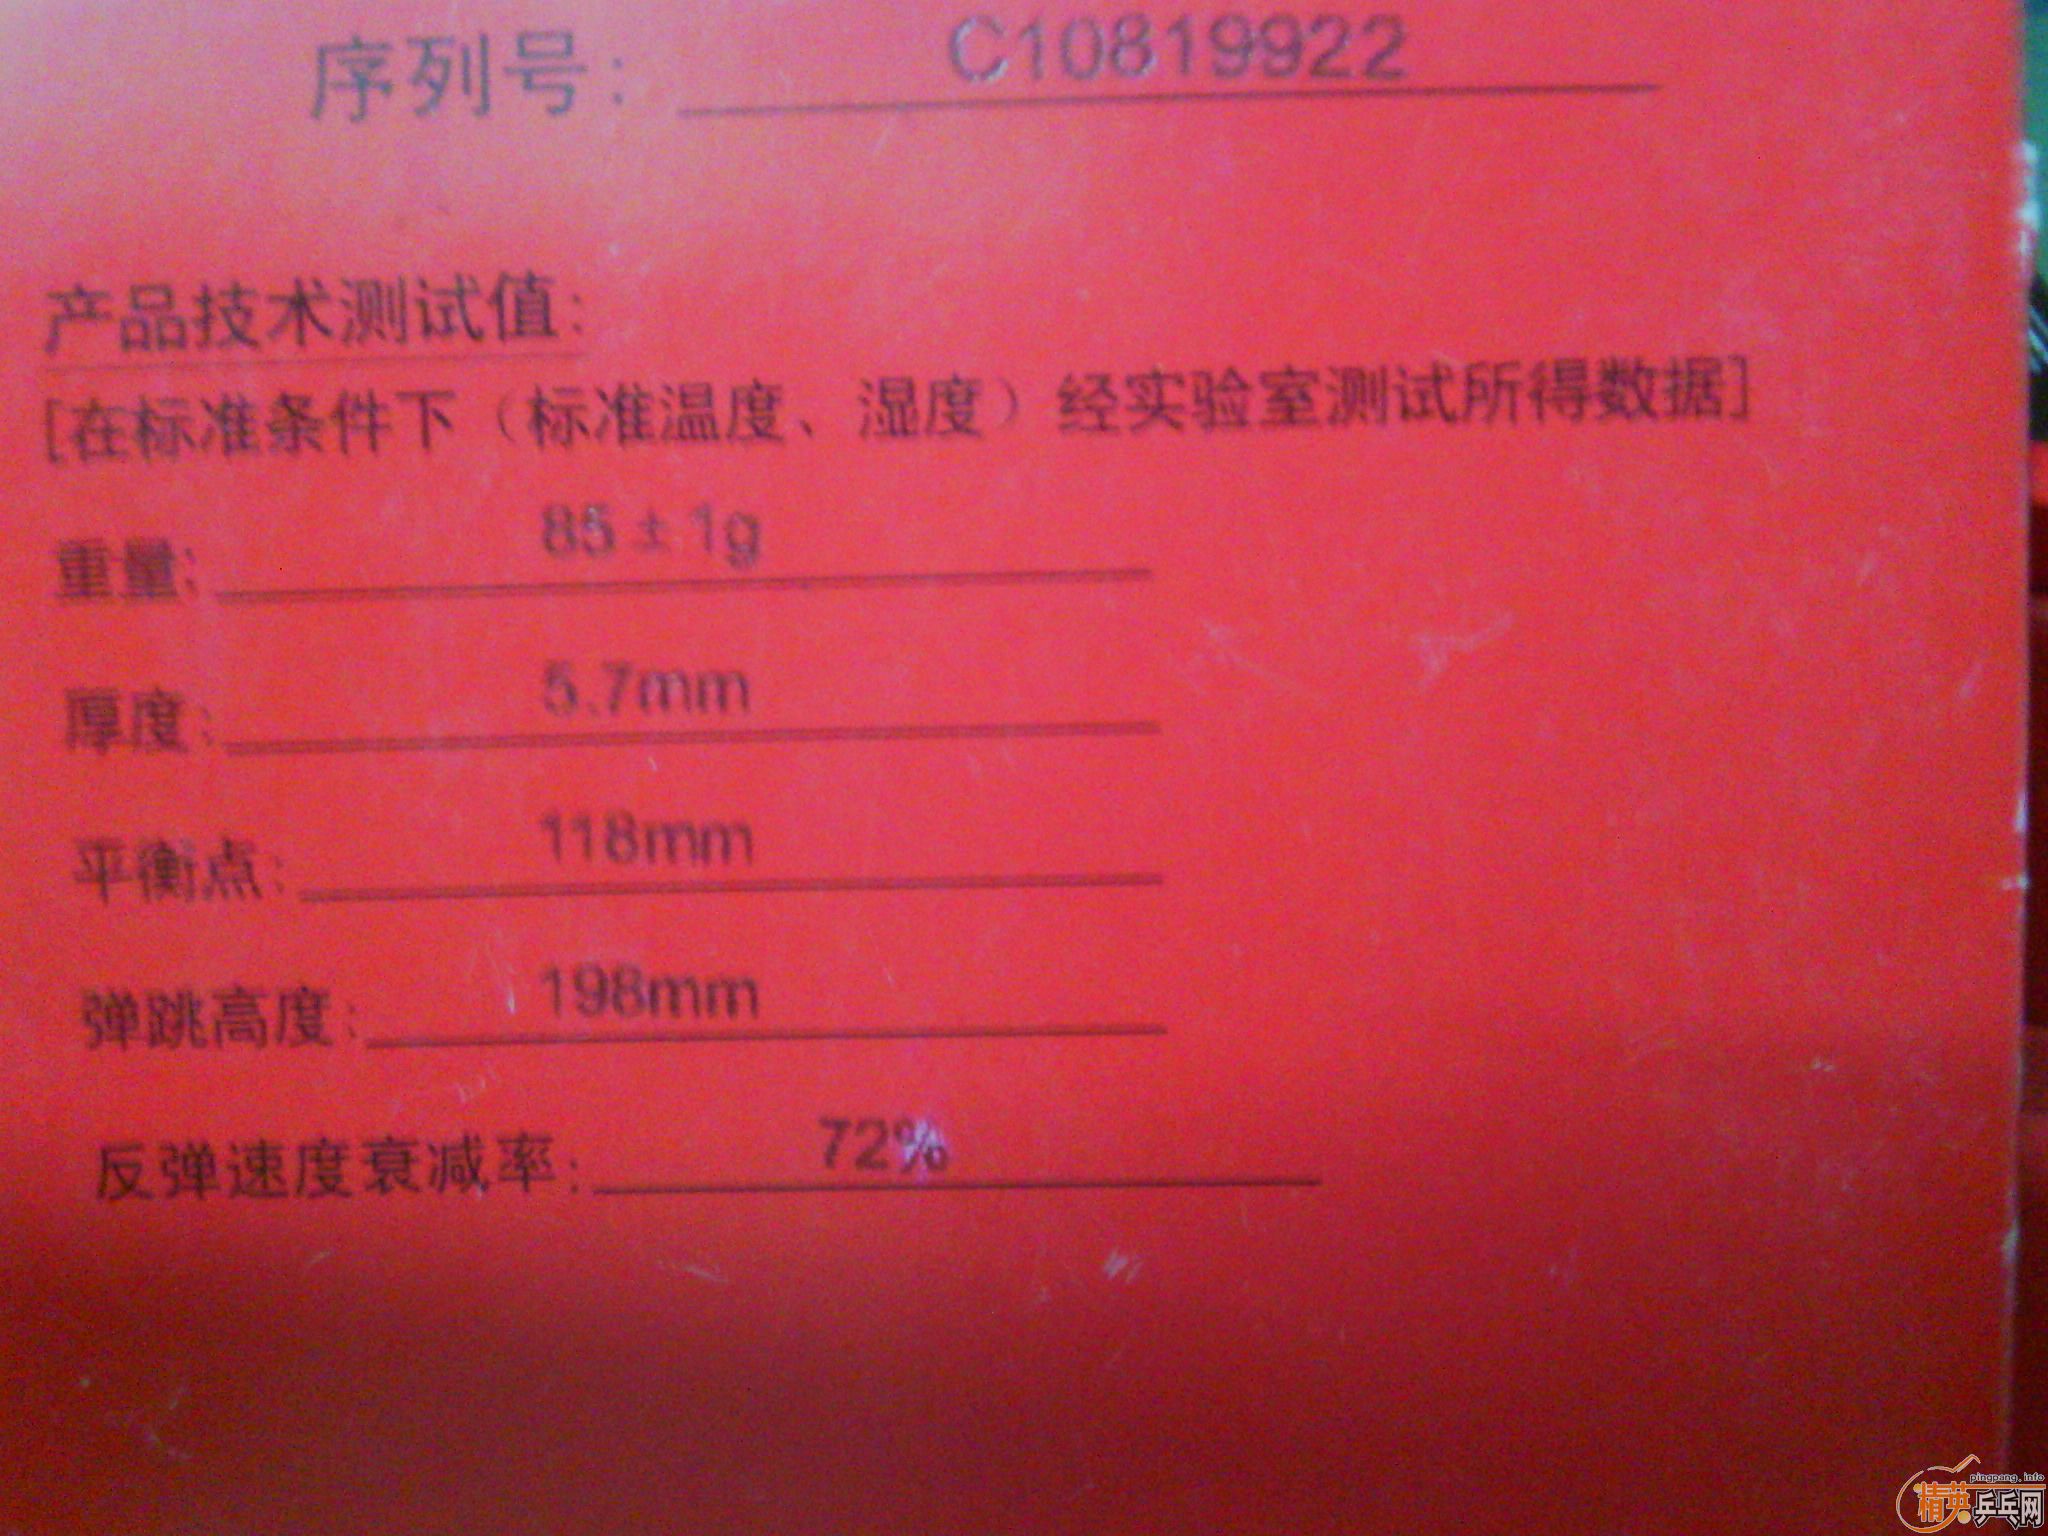 序列号： C10819922
产品技术测试值：
[在标准条件下（标准温度、湿度）经实验室测试所得数据]
重量： 85±1g
厚度： 5.7mm
平衡点： 118mm
弹跳高度： 198mm
反弹速度衰减率： 72%
pingpang.info
精英乒乓网